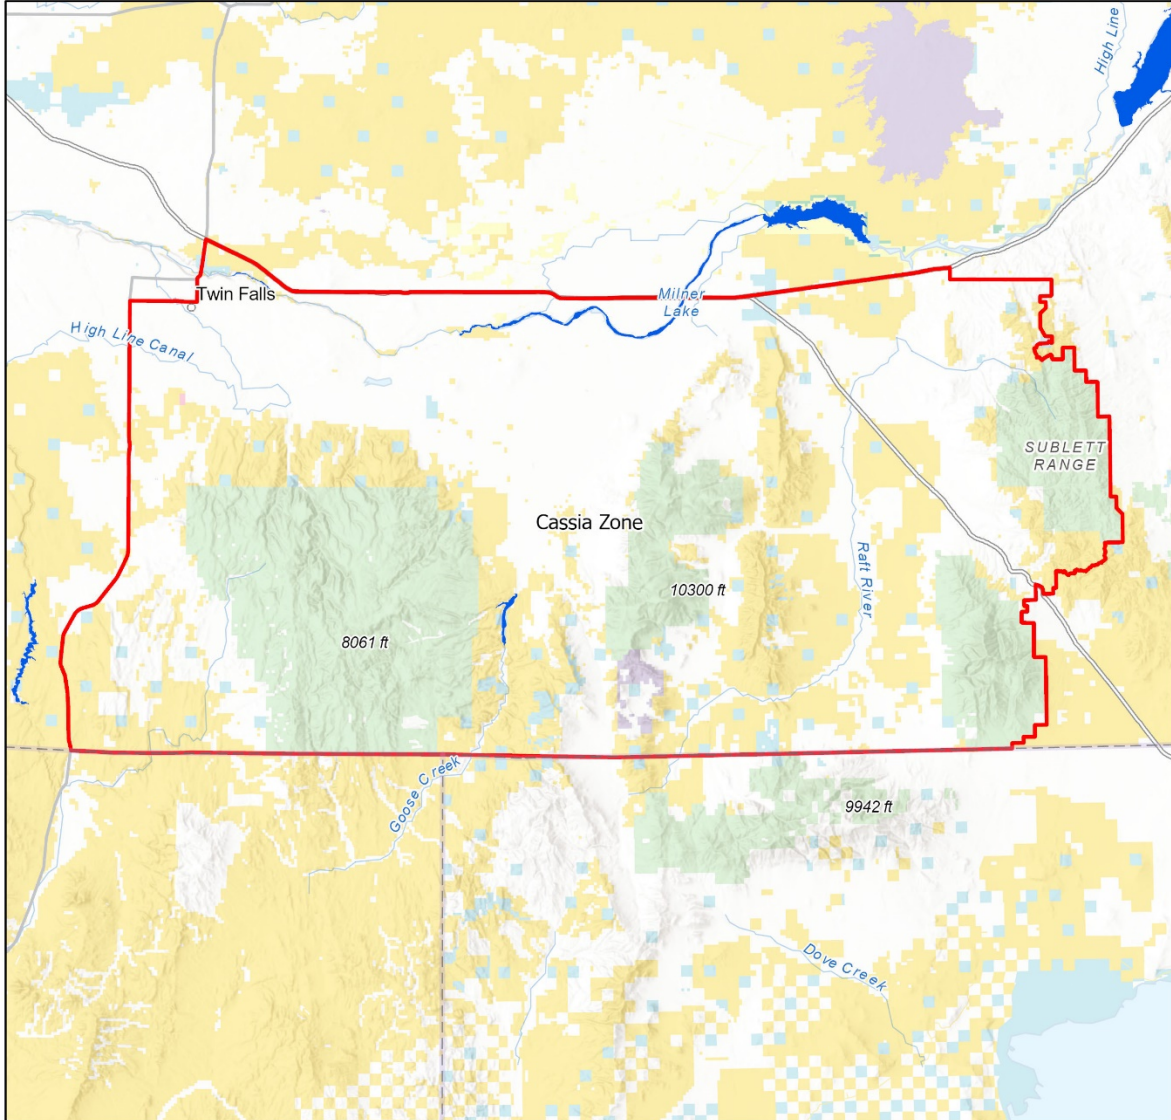 High Line
Twin Falls
Milner
Lake
High Line Canal
SUBLETT
RANGE
Cassia Zone
Raft River
10300 ft
8061 ft
Goose Creek
9942 ft
Dove Creek